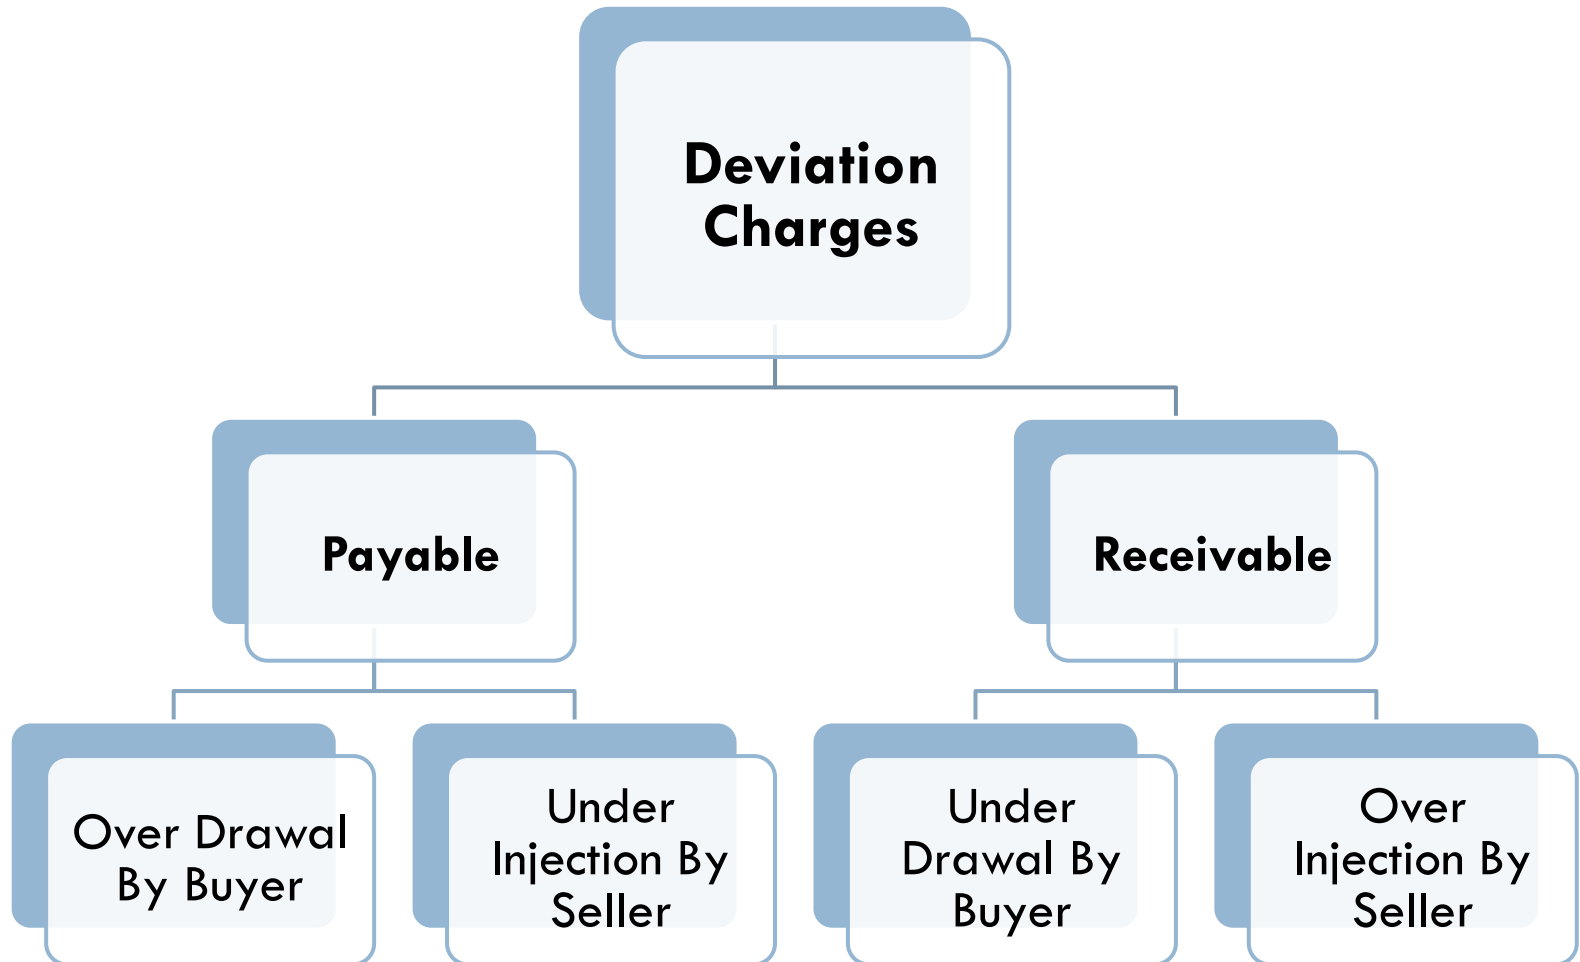 Deviation
Charges
Payable
Receivable
Over Drawal
By Buyer
Under
Injection By
Seller
Under
Drawal By
Buyer
Over
Injection By
Seller